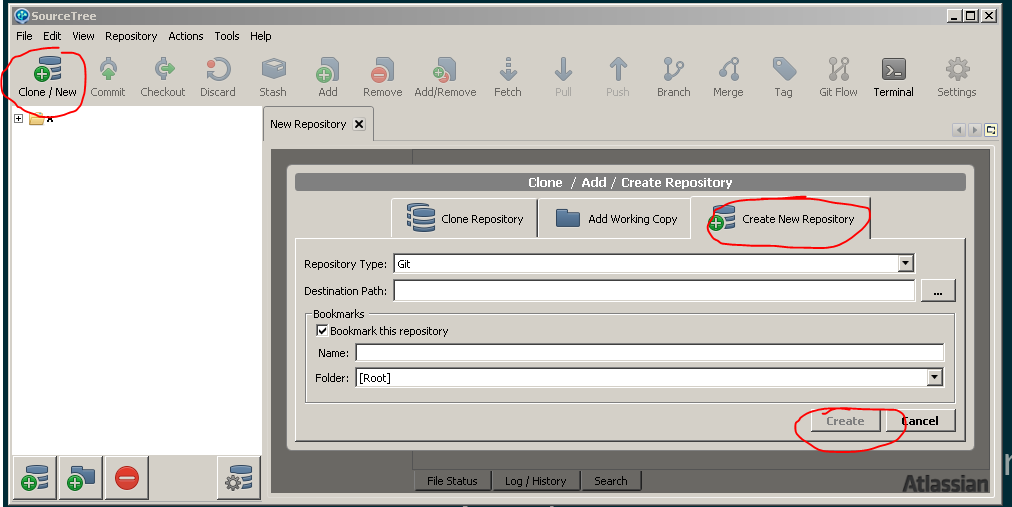 SourceTree
File Edit View Repository Actions Tools Help
Clone / New Commit Checkout Discard Stash Add Remove Add/Remove Fetch Pull Push Branch Merge Tag Git Flow Terminal Settings
x
New Repository
Clone / Add / Create Repository
Clone Repository Add Working Copy Create New Repository
Repository Type: Git
Destination Path: ...
Bookmarks
Bookmark this repository
Name:
Folder: [Root]
Create Cancel
File Status Log / History Search
Atlassian